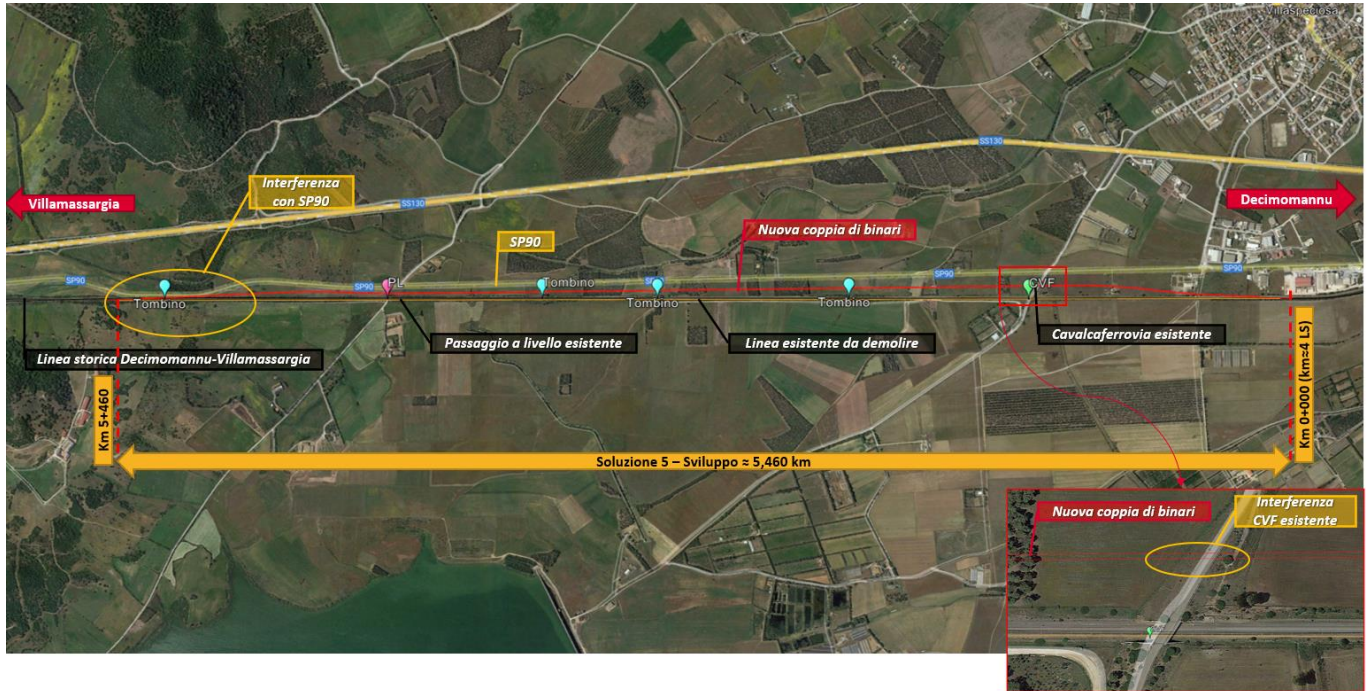 Villaspeciosa
SS130
Interferenza
con SP90
Villamassargia
Decimomannu
SS130
SP90
Nuova coppia di binari
SP90
SP90
SP90
SP90
SP90
PL
Tombino
CVF
Tombino
Tombino
Tombino
Linea storica Decimomannu-Villamassargia
Passaggio a livello esistente
Linea esistente da demolire
Cavalcaferrovia esistente
Km 5+460
Km 0+000 (km≈4 LS)
Soluzione 5 – Sviluppo ≈ 5,460 km
Nuova coppia di binari
Interferenza
CVF esistente